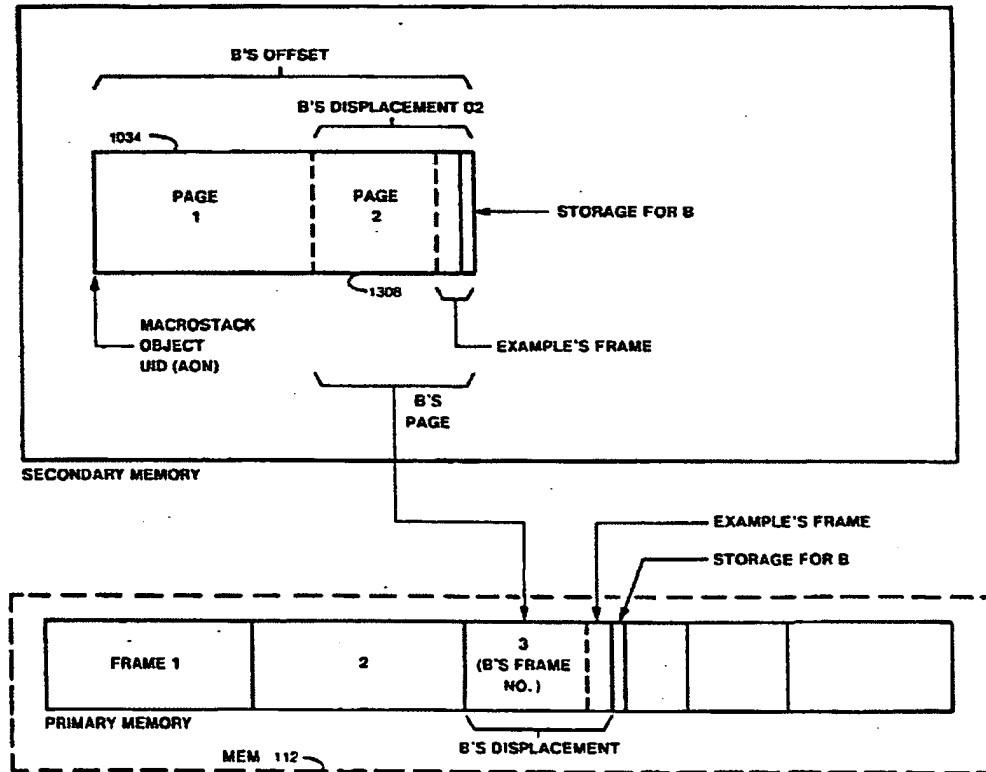 B'S OFFSET
B'S DISPLACEMENT 02
1034
PAGE
1
PAGE
2
STORAGE FOR B
1308
MACROSTACK
OBJECT
UID (AON)
EXAMPLE'S FRAME
B'S
PAGE
SECONDARY MEMORY
EXAMPLE'S FRAME
STORAGE FOR B
FRAME 1
2
3
(B'S FRAME
NO.)
PRIMARY MEMORY
B'S DISPLACEMENT
MEM 112